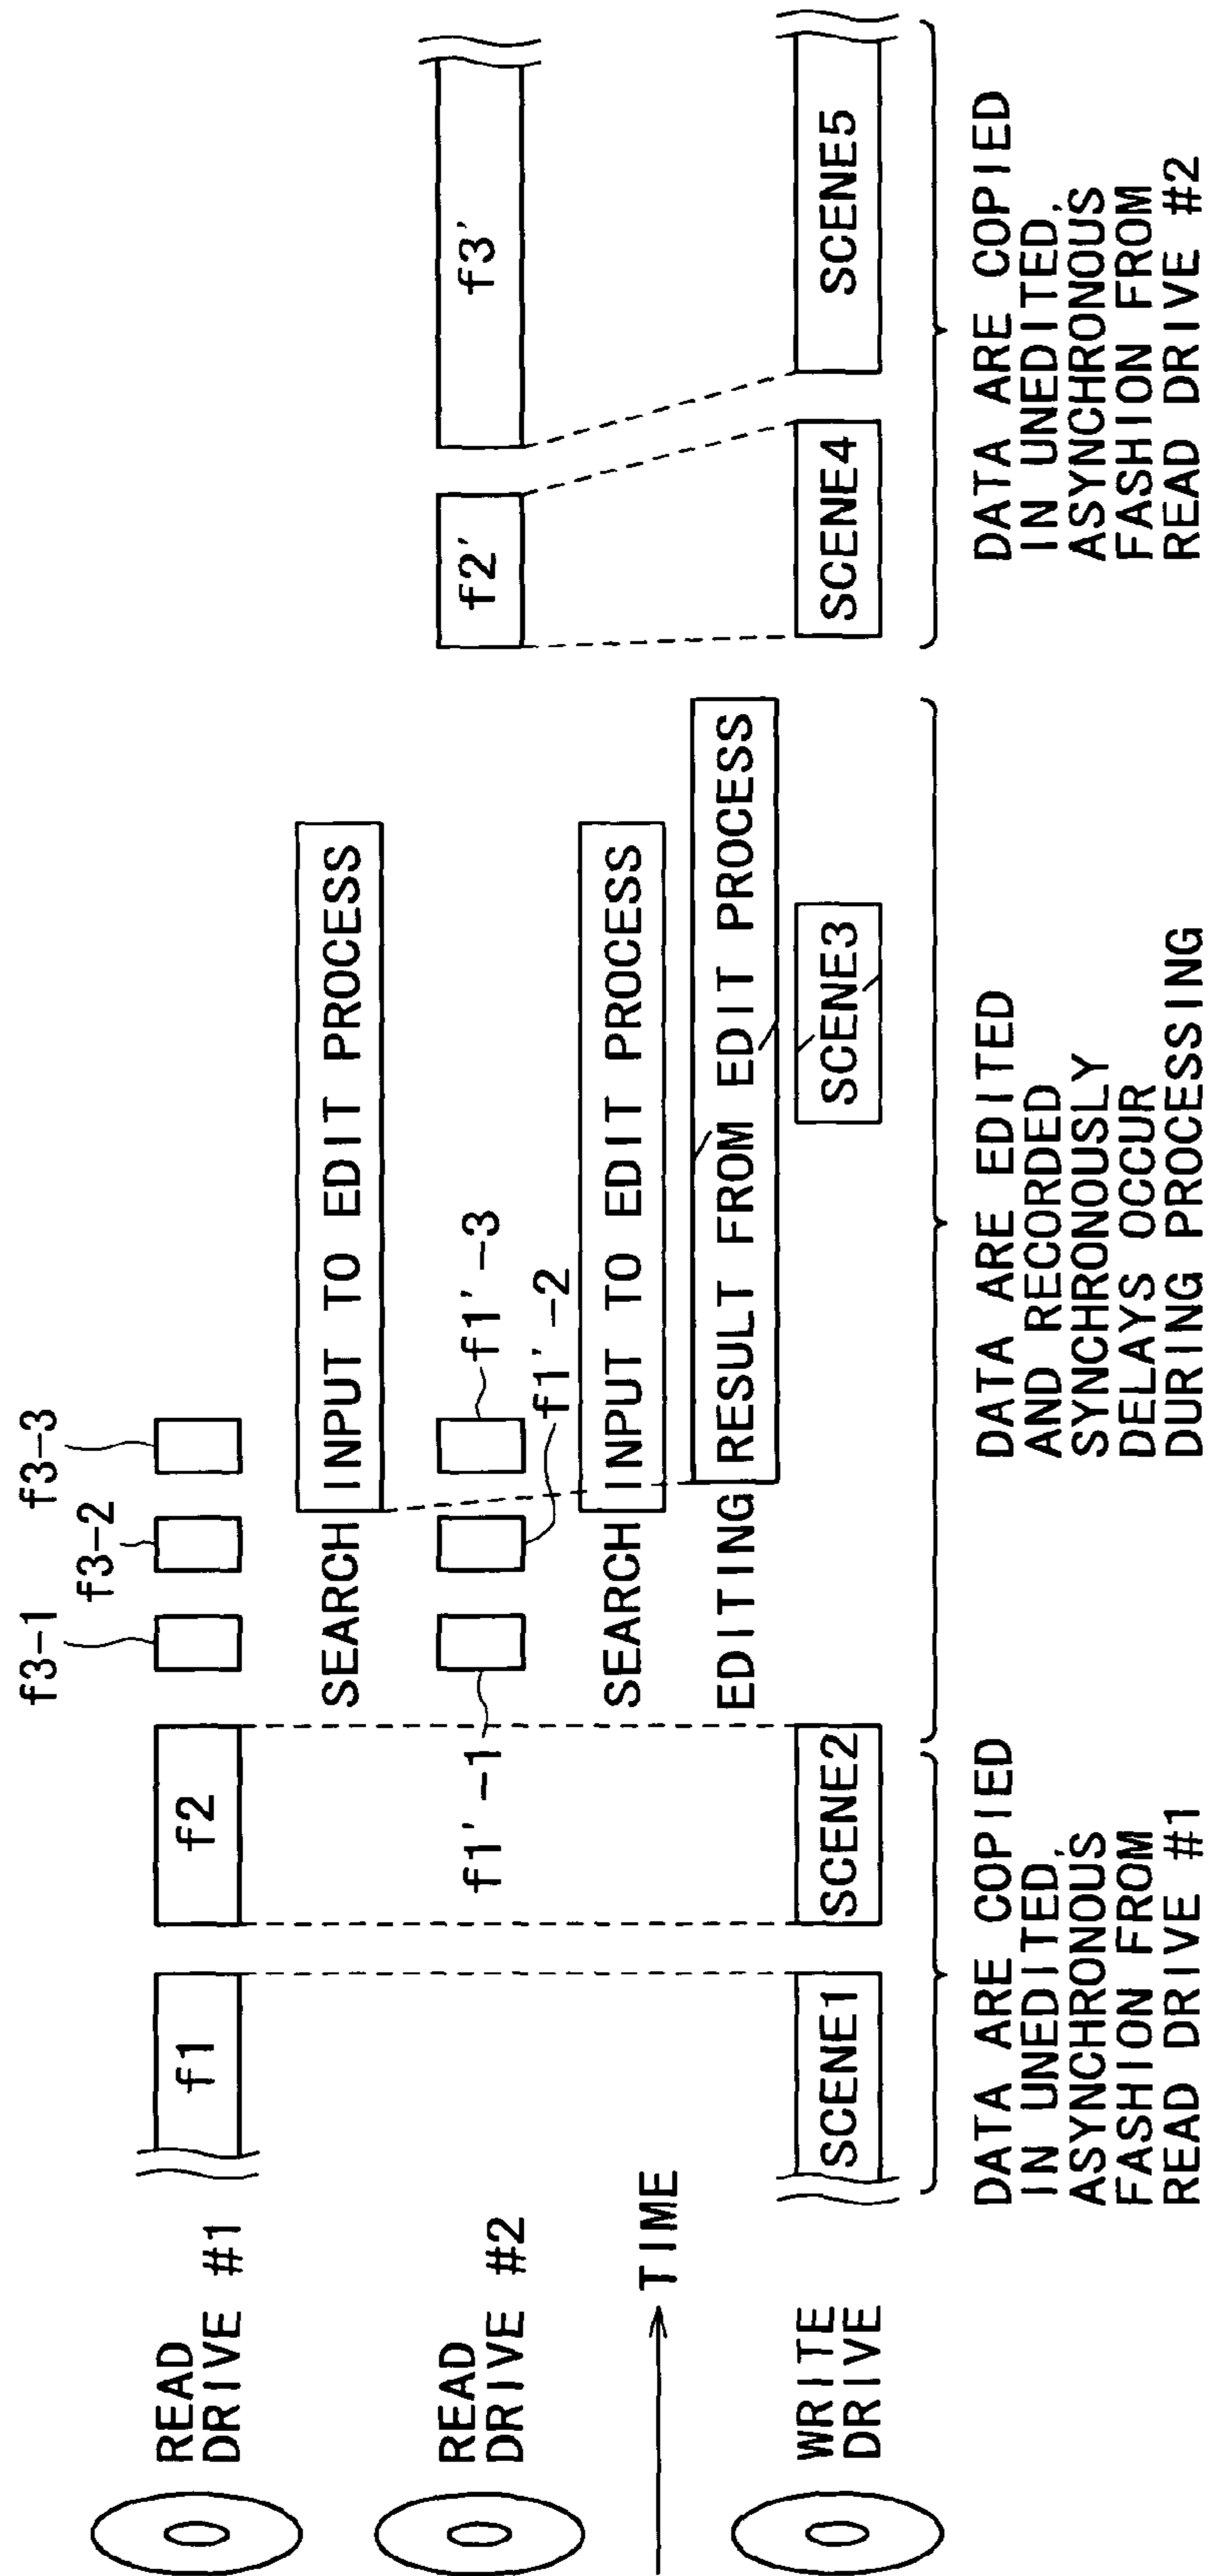 f3-1
f3-2
f3-3
READ
DRIVE #1
f1
f2
SEARCH
INPUT TO EDIT PROCESS
READ
DRIVE #2
f1'-1
f1'-2
f1'-3
f2'
f3'
SEARCH
INPUT TO EDIT PROCESS
TIME
EDITING
RESULT FROM EDIT PROCESS
WRITE
DRIVE
SCENE1
SCENE2
SCENE3
SCENE4
SCENE5
DATA ARE COPIED
IN UNEDITED,
ASYNCHRONOUS
FASHION FROM
READ DRIVE #1
DATA ARE EDITED
AND RECORDED
SYNCHRONOUSLY
DELAYS OCCUR
DURING PROCESSING
DATA ARE COPIED
IN UNEDITED,
ASYNCHRONOUS
FASHION FROM
READ DRIVE #2